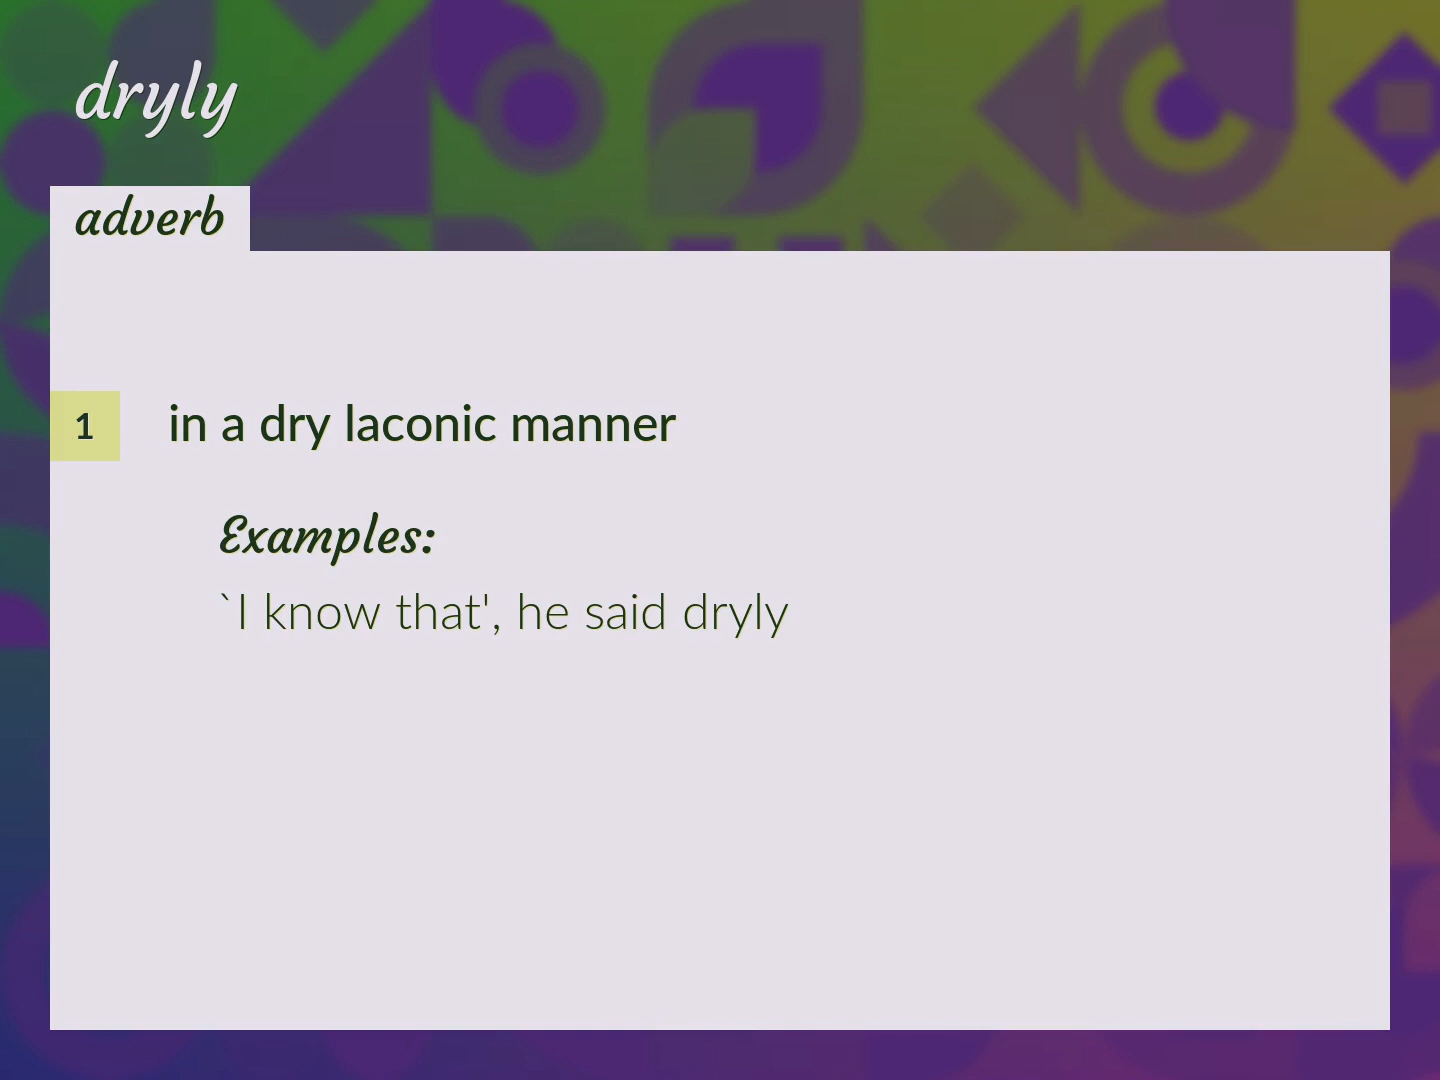 dryly
adverb
1 in a dry laconic manner
Examples:
`I know that', he said dryly